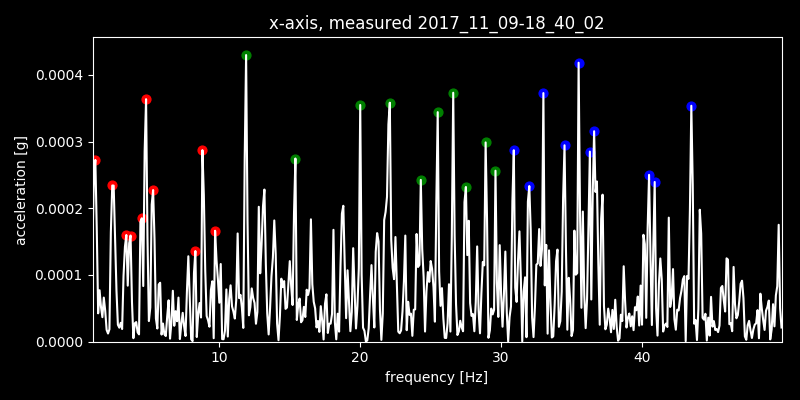 x-axis, measured 2017_11_09-18_40_02
0.0004
0.0003
0.0002
0.0001
0.0000
acceleration [g]
10 20 30 40
frequency [Hz]